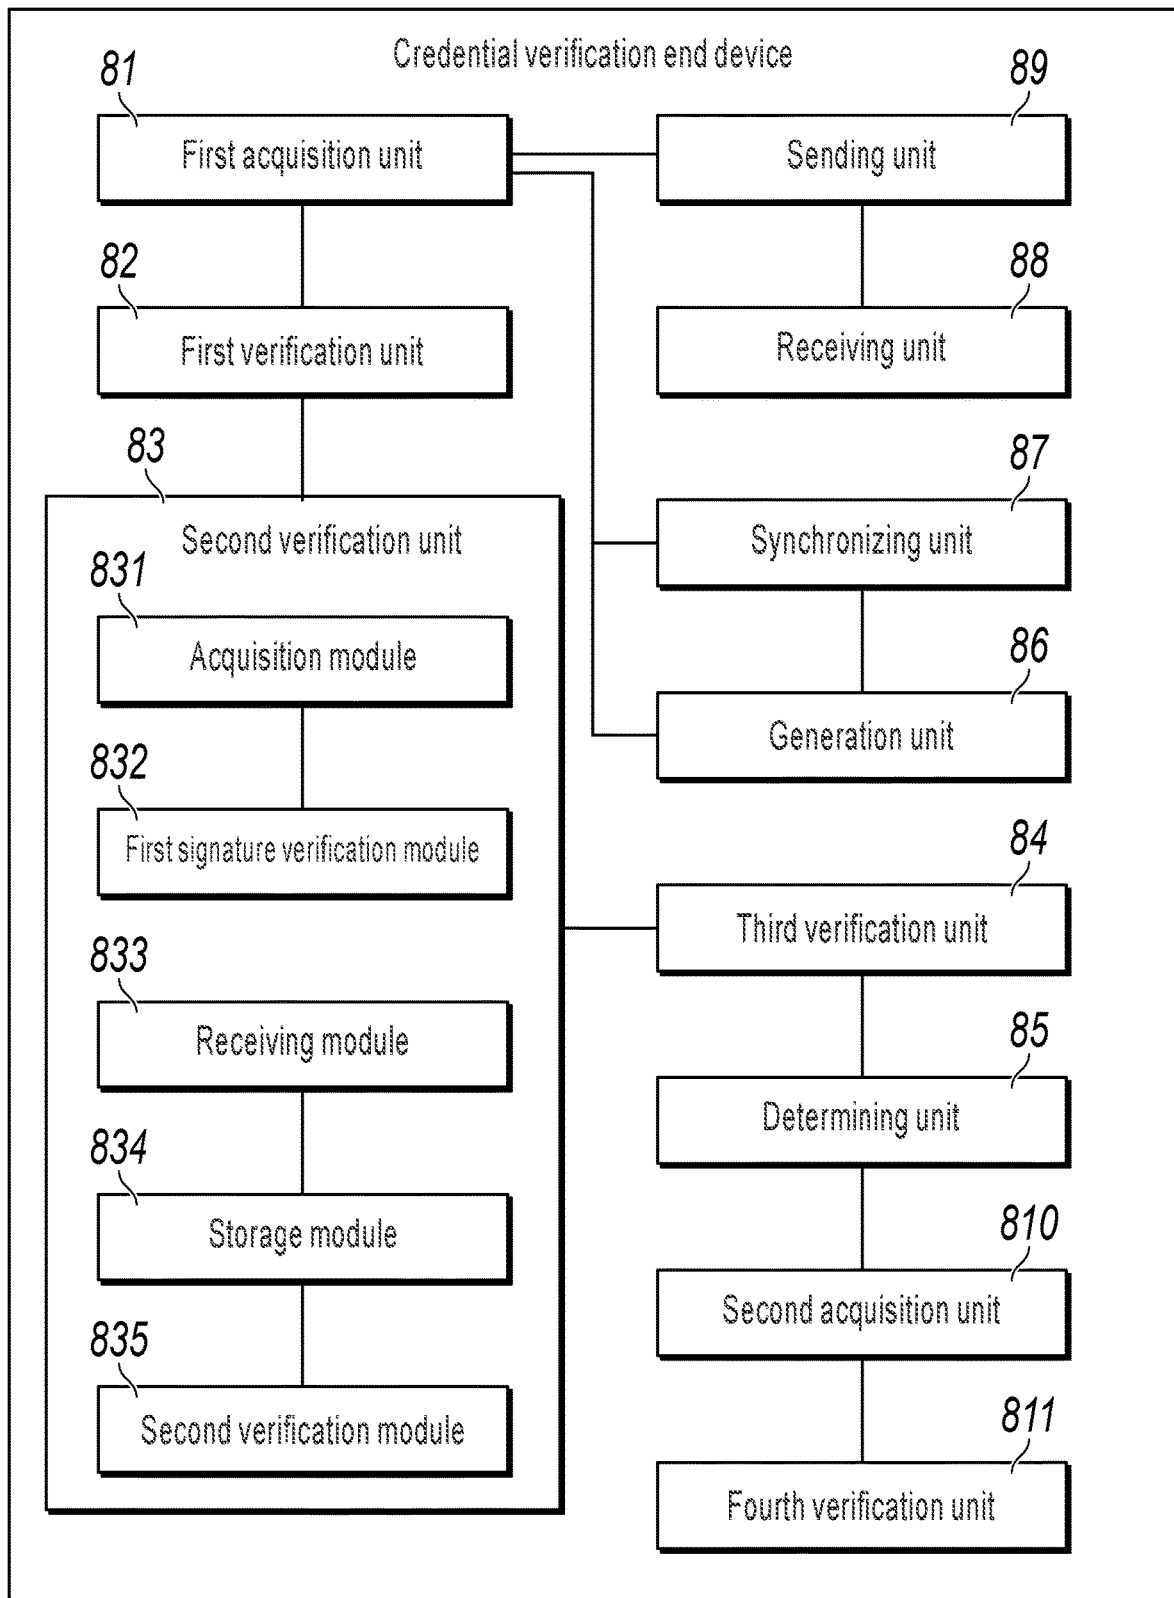 Credential verification end device
81
First acquisition unit
89
Sending unit
82
First verification unit
88
Receiving unit
83
Second verification unit
87
Synchronizing unit
831
Acquisition module
86
Generation unit
832
First signature verification module
84
Third verification unit
833
Receiving module
85
Determining unit
834
Storage module
810
Second acquisition unit
835
Second verification module
811
Fourth verification unit